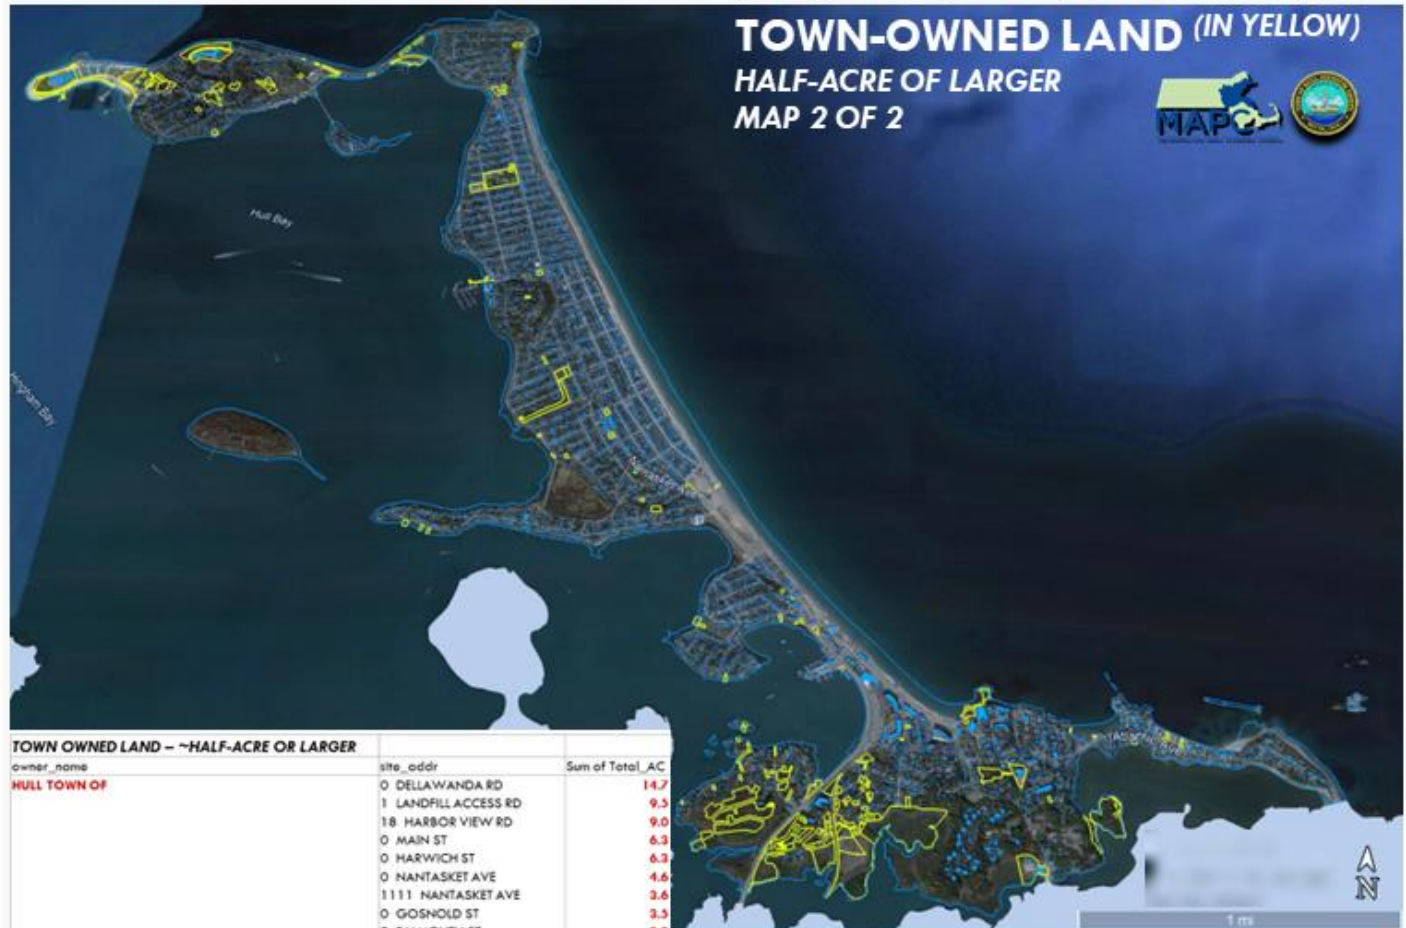 TOWN-OWNED LAND (IN YELLOW)
HALF-ACRE OF LARGER
MAP 2 OF 2
MAPC
Hull Bay
Hingham Bay
TOWN OWNED LAND – ~HALF-ACRE OR LARGER
owner_name site_addr Sum of Total_AC
HULL TOWN OF 0 DELLAWANDA RD 14.7
1 LANDFILL ACCESS RD 9.5
18 HARBOR VIEW RD 9.0
0 MAIN ST 6.3
0 HARWICH ST 6.3
0 NANTASKET AVE 4.6
1111 NANTASKET AVE 3.6
0 GOSNOLD ST 3.5
N
1 mi